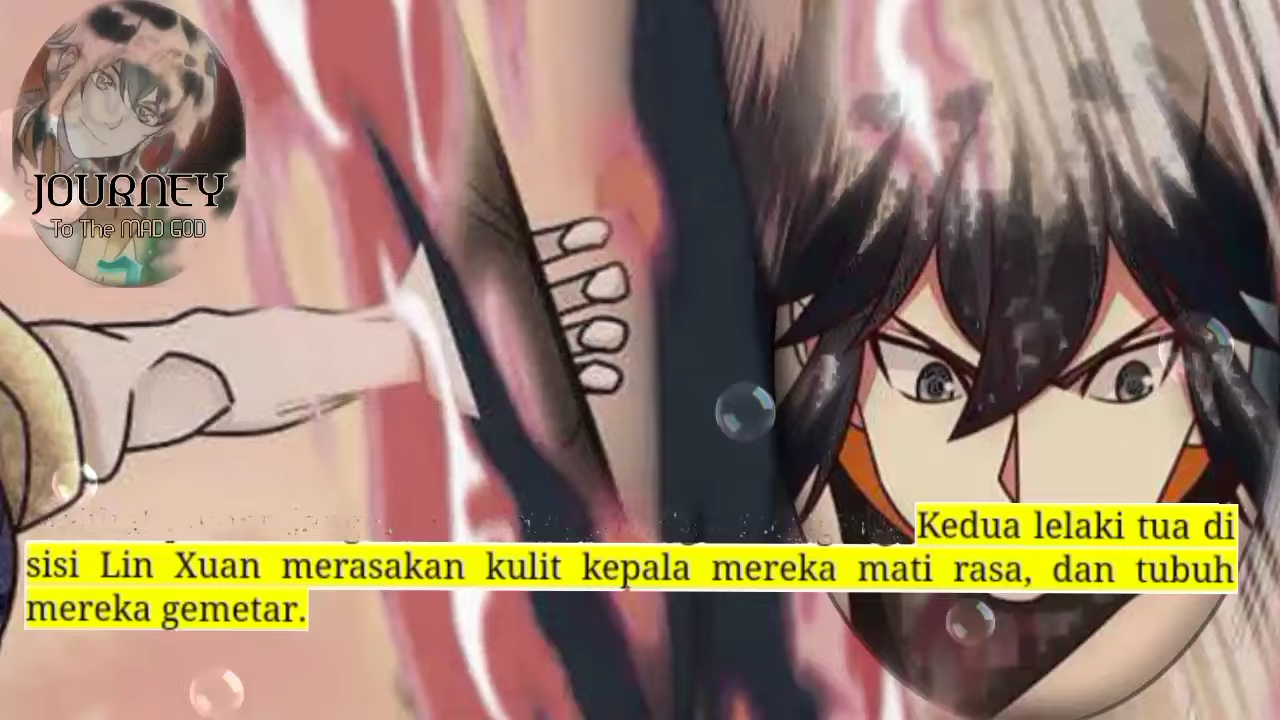 JOURNEY
To The MAD GOD
Kedua lelaki tua di
sisi Lin Xuan merasakan kulit kepala mereka mati rasa, dan tubuh
mereka gemetar.